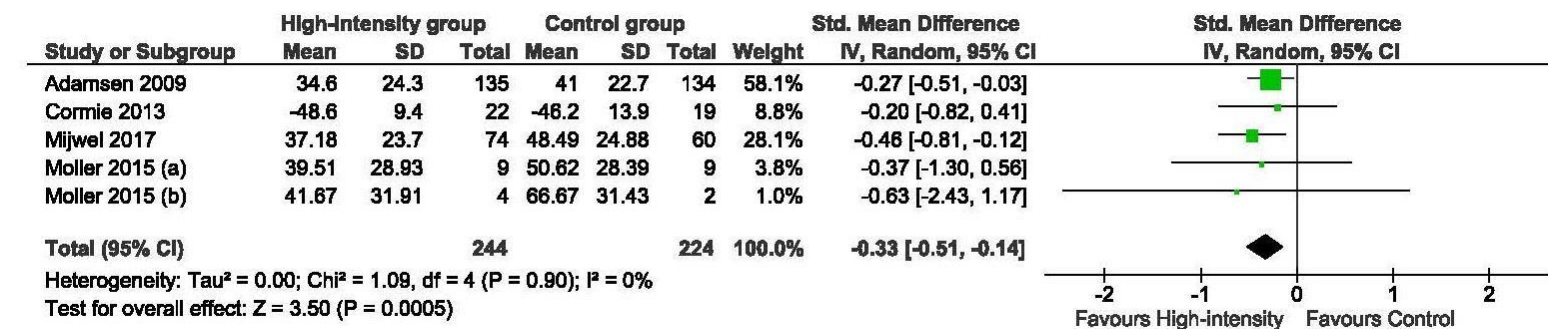 High-Intensity group Control group Std. Mean Difference Std. Mean Difference
Study or Subgroup Mean SD Total Mean SD Total Weight IV, Random, 95% CI IV, Random, 95% CI
Adamsen 2009 34.6 24.3 135 41 22.7 134 58.1% -0.27 [-0.51, -0.03]
Cormie 2013 -48.6 9.4 22 -46.2 13.9 19 8.8% -0.20 [-0.82, 0.41]
Mijwel 2017 37.18 23.7 74 48.49 24.88 60 28.1% -0.46 [-0.81, -0.12]
Moller 2015 (a) 39.51 28.93 9 50.62 28.39 9 3.8% -0.37 [-1.30, 0.56]
Moller 2015 (b) 41.67 31.91 4 66.67 31.43 2 1.0% -0.63 [-2.43, 1.17]
Total (95% CI) 244 224 100.0% -0.33 [-0.51, -0.14]
Heterogeneity: Tau² = 0.00; Chi² = 1.09, df = 4 (P = 0.90); I² = 0%
Test for overall effect: Z = 3.50 (P = 0.0005)
-2 -1 0 1 2
Favours High-intensity Favours Control